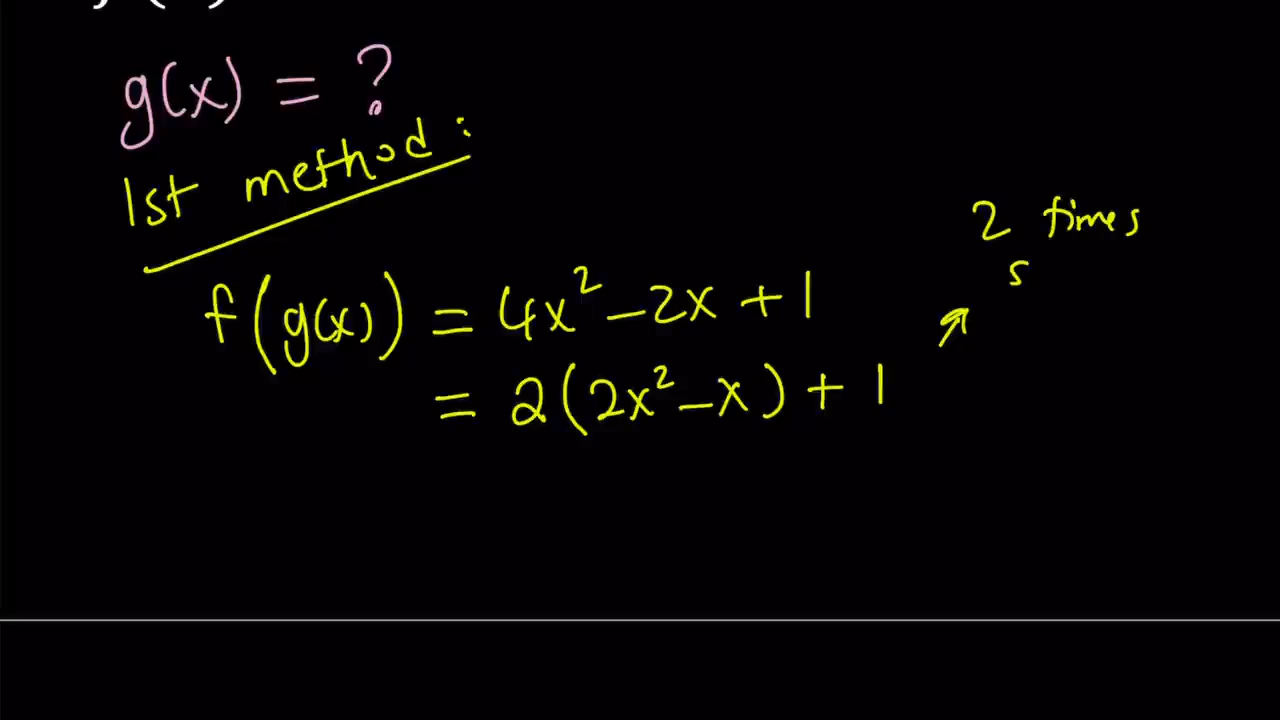 g(x) = ?
1st method:
2 times
s
f(g(x)) = 4x² - 2x + 1
= 2(2x² - x) + 1